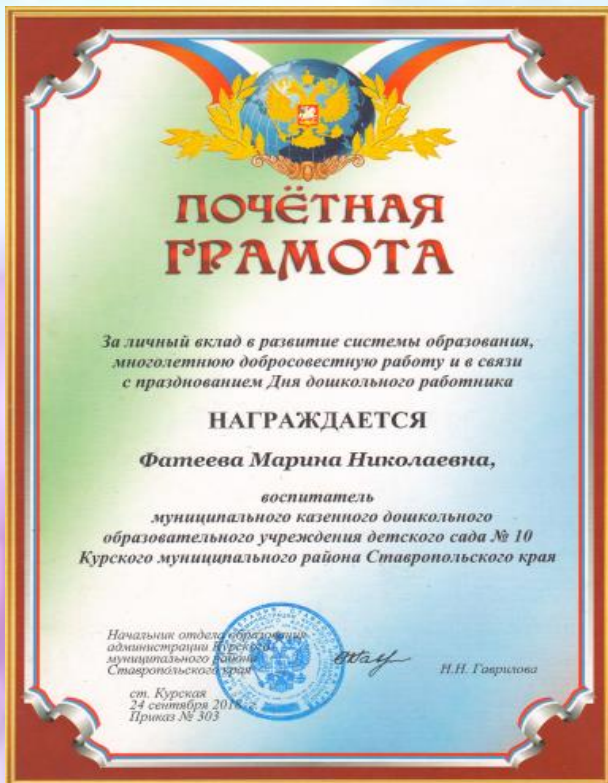 ПОЧЁТНАЯ
ГРАМОТА
За личный вклад в развитие системы образования,
многолетнюю добросовестную работу и в связи
с празднованием Дня дошкольного работника
НАГРАЖДАЕТСЯ
Фатеева Марина Николаевна,
воспитатель
муниципального казенного дошкольного
образовательного учреждения детского сада № 10
Курского муниципального района Ставропольского края
Начальник отдела образования
администрации Курского
муниципального района
Ставропольского края
Н.Н. Гаврилова
ст. Курская
24 сентября 2018 г.
Приказ № 303